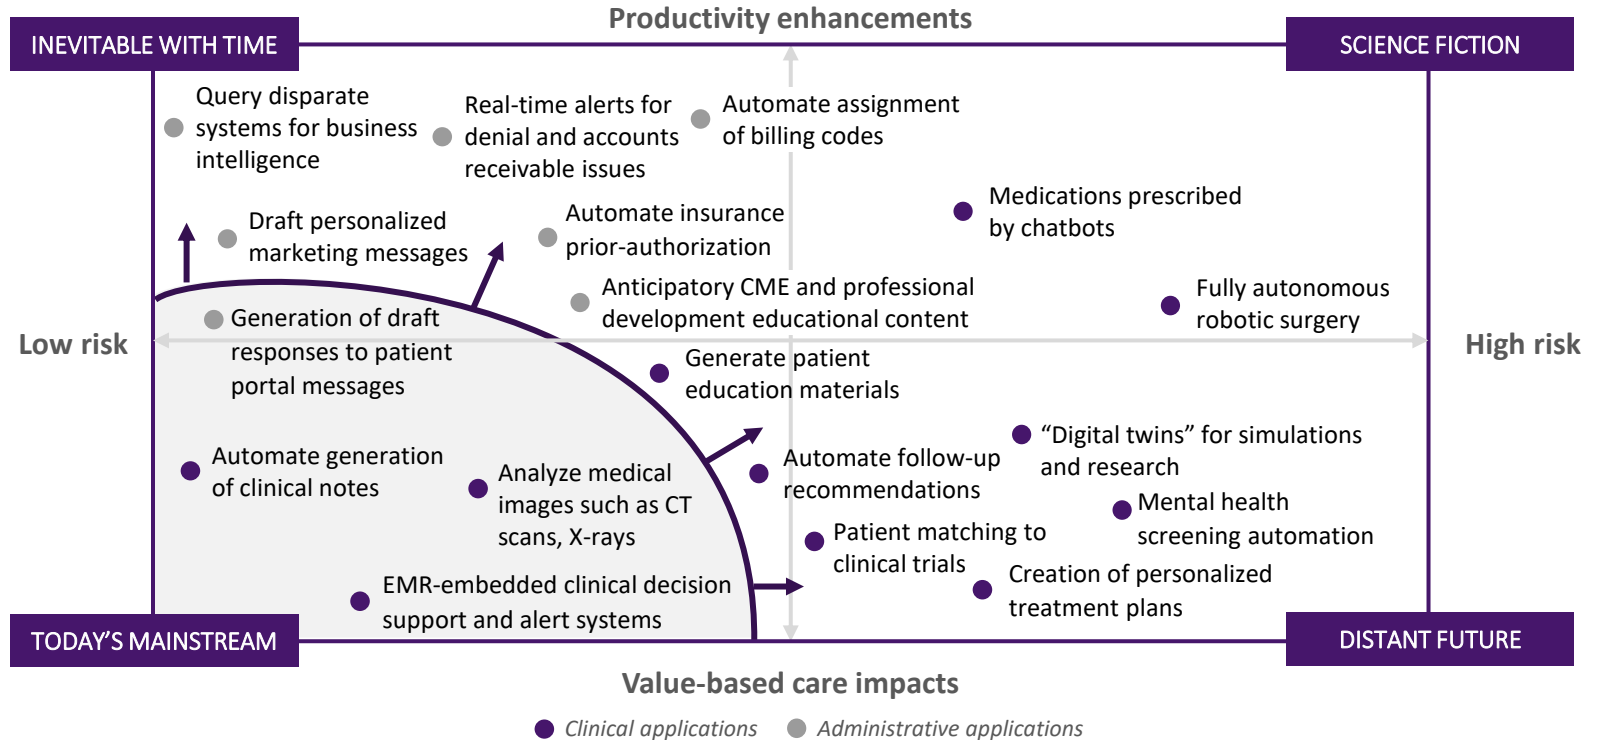 Productivity enhancements
INEVITABLE WITH TIME
SCIENCE FICTION
Query disparate
systems for business
intelligence
Real-time alerts for
denial and accounts
receivable issues
Automate assignment
of billing codes
Medications prescribed
by chatbots
Draft personalized
marketing messages
Automate insurance
prior-authorization
Anticipatory CME and professional
development educational content
Fully autonomous
robotic surgery
Low risk
High risk
Generation of draft
responses to patient
portal messages
Generate patient
education materials
Automate generation
of clinical notes
Analyze medical
images such as CT
scans, X-rays
Automate follow-up
recommendations
“Digital twins” for simulations
and research
Mental health
screening automation
Patient matching to
clinical trials
EMR-embedded clinical decision
support and alert systems
Creation of personalized
treatment plans
TODAY’S MAINSTREAM
DISTANT FUTURE
Value-based care impacts
Clinical applications
Administrative applications